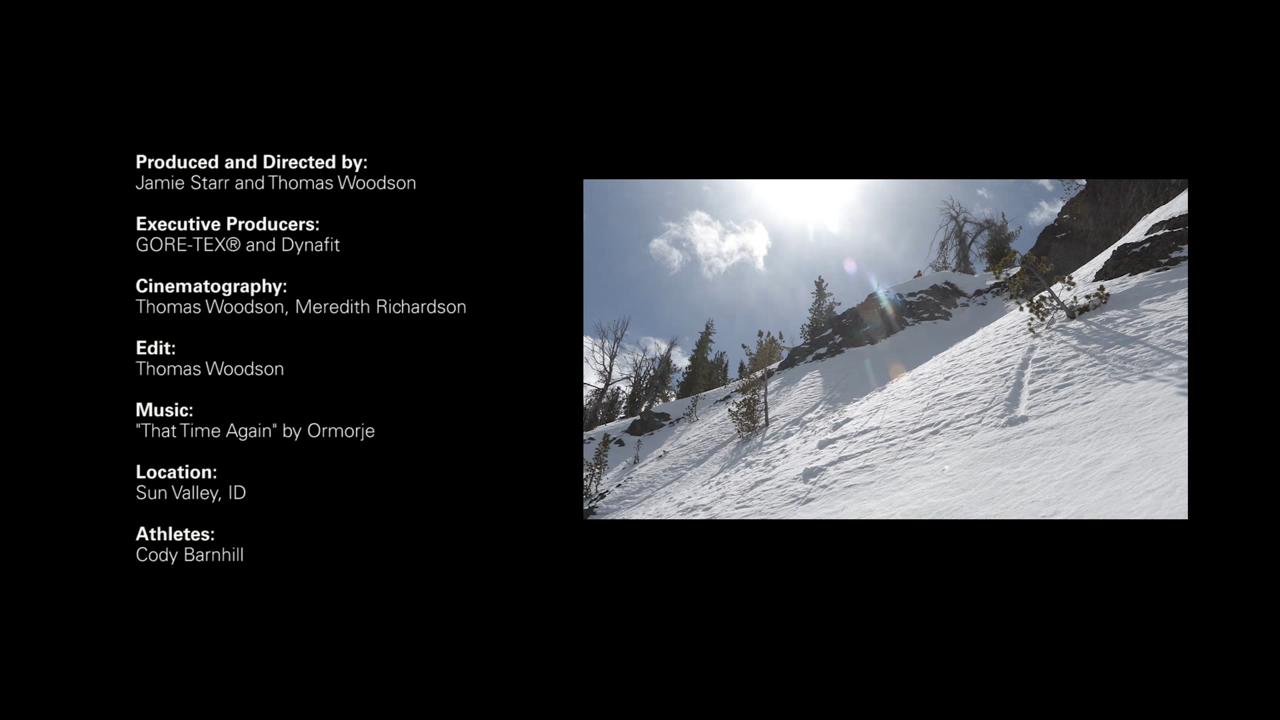 Produced and Directed by:
Jamie Starr and Thomas Woodson
Executive Producers:
GORE-TEX® and Dynafit
Cinematography:
Thomas Woodson, Meredith Richardson
Edit:
Thomas Woodson
Music:
"That Time Again" by Ormorje
Location:
Sun Valley, ID
Athletes:
Cody Barnhill